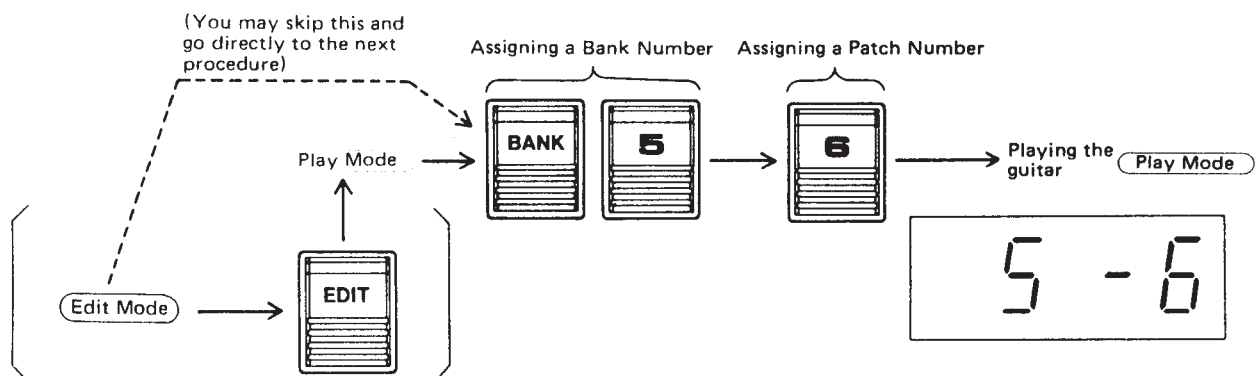 (You may skip this and
go directly to the next
procedure)
Assigning a Bank Number
Assigning a Patch Number
BANK
5
6
Play Mode
Playing the
guitar
Play Mode
Edit Mode
EDIT
5 - 6